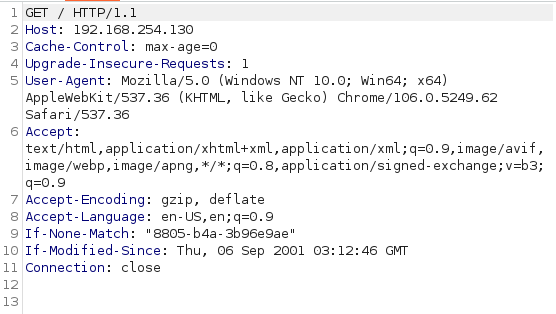 1 GET / HTTP/1.1
2 Host: 192.168.254.130
3 Cache-Control: max-age=0
4 Upgrade-Insecure-Requests: 1
5 User-Agent: Mozilla/5.0 (Windows NT 10.0; Win64; x64)
AppleWebKit/537.36 (KHTML, like Gecko) Chrome/106.0.5249.62
Safari/537.36
6 Accept:
text/html,application/xhtml+xml,application/xml;q=0.9,image/avif,
image/webp,image/apng,*/*;q=0.8,application/signed-exchange;v=b3;
q=0.9
7 Accept-Encoding: gzip, deflate
8 Accept-Language: en-US,en;q=0.9
9 If-None-Match: "8805-b4a-3b96e9ae"
10 If-Modified-Since: Thu, 06 Sep 2001 03:12:46 GMT
11 Connection: close
12
13